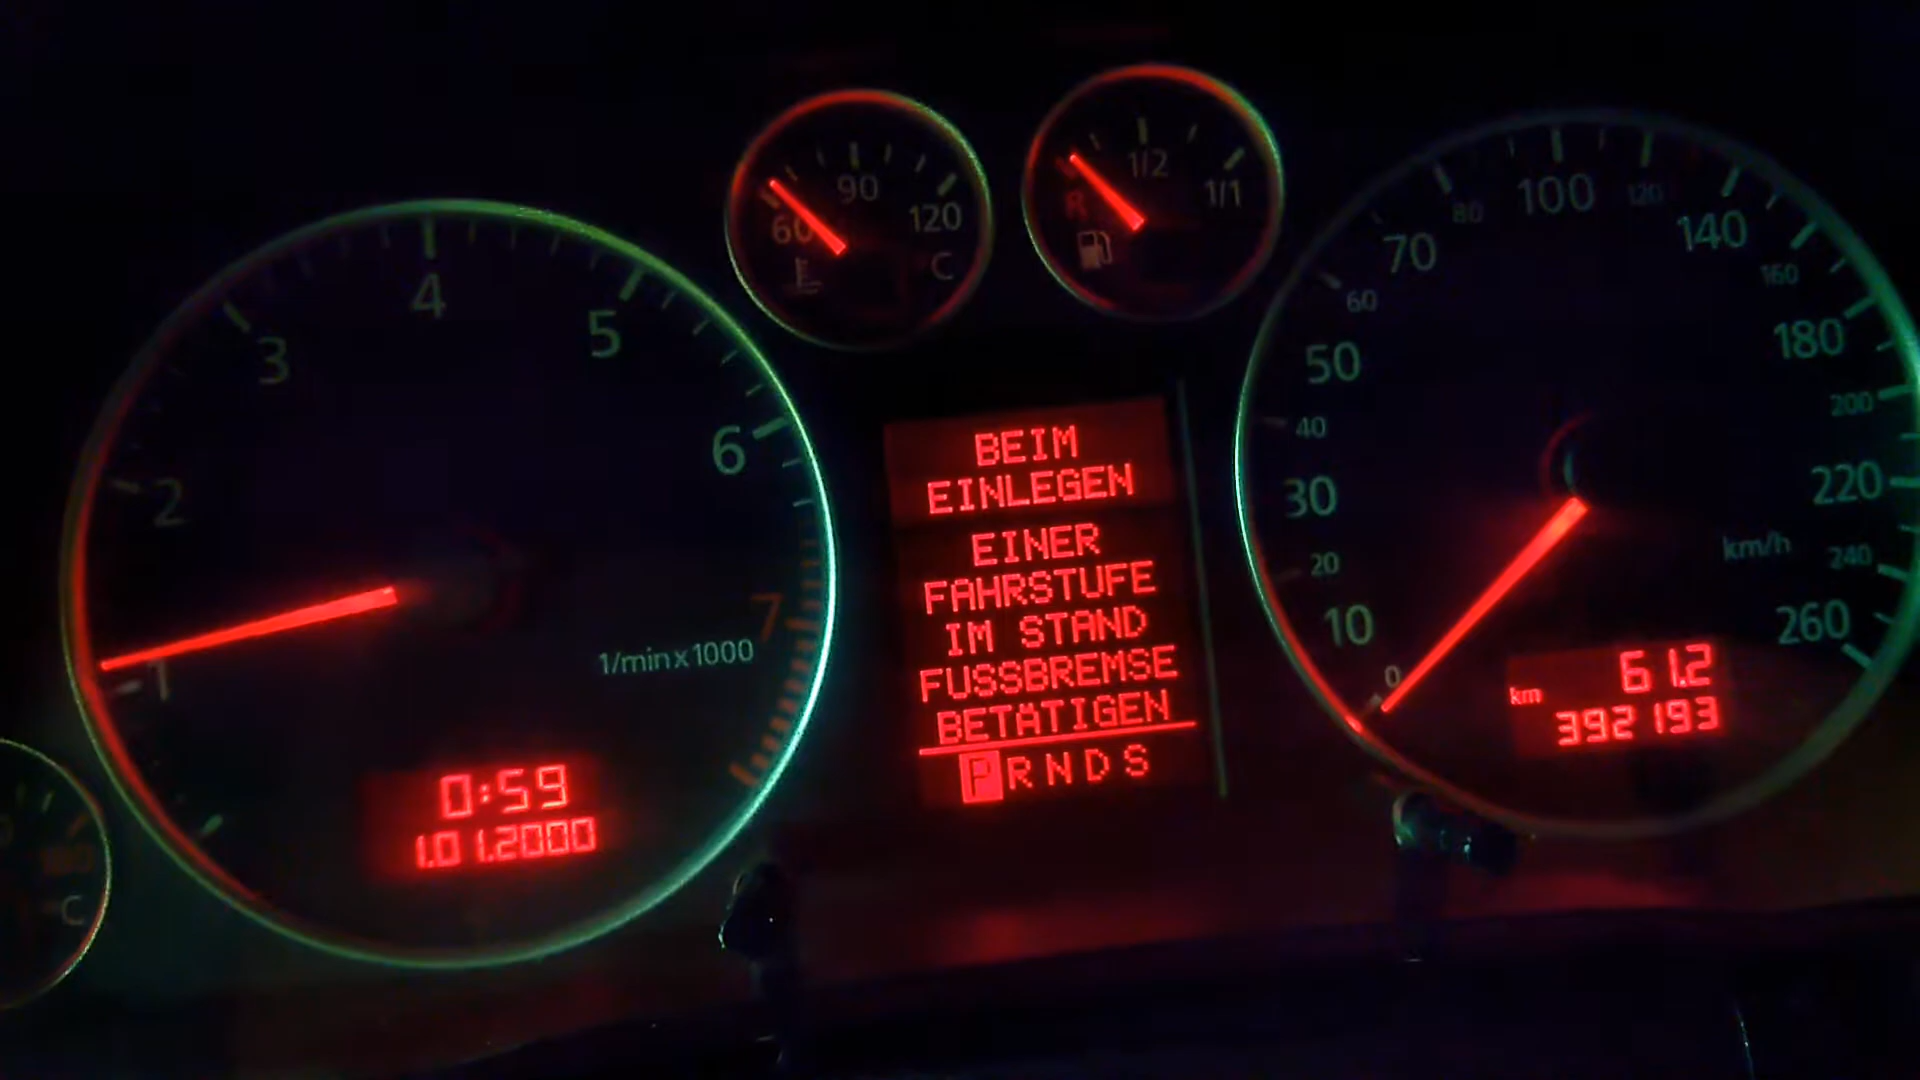 1
2
3
4
5
6
7
1/min x 1000
0:59
1.01.2000
60
90
120
C
R
1/2
1/1
BEIM
EINLEGEN
EINER
FAHRSTUFE
IM STAND
FUSSBREMSE
BETÄTIGEN
P R N D S
0
10
20
30
40
50
60
70
80
100
120
140
160
180
200
220
240
260
km/h
km
61.2
392193
C